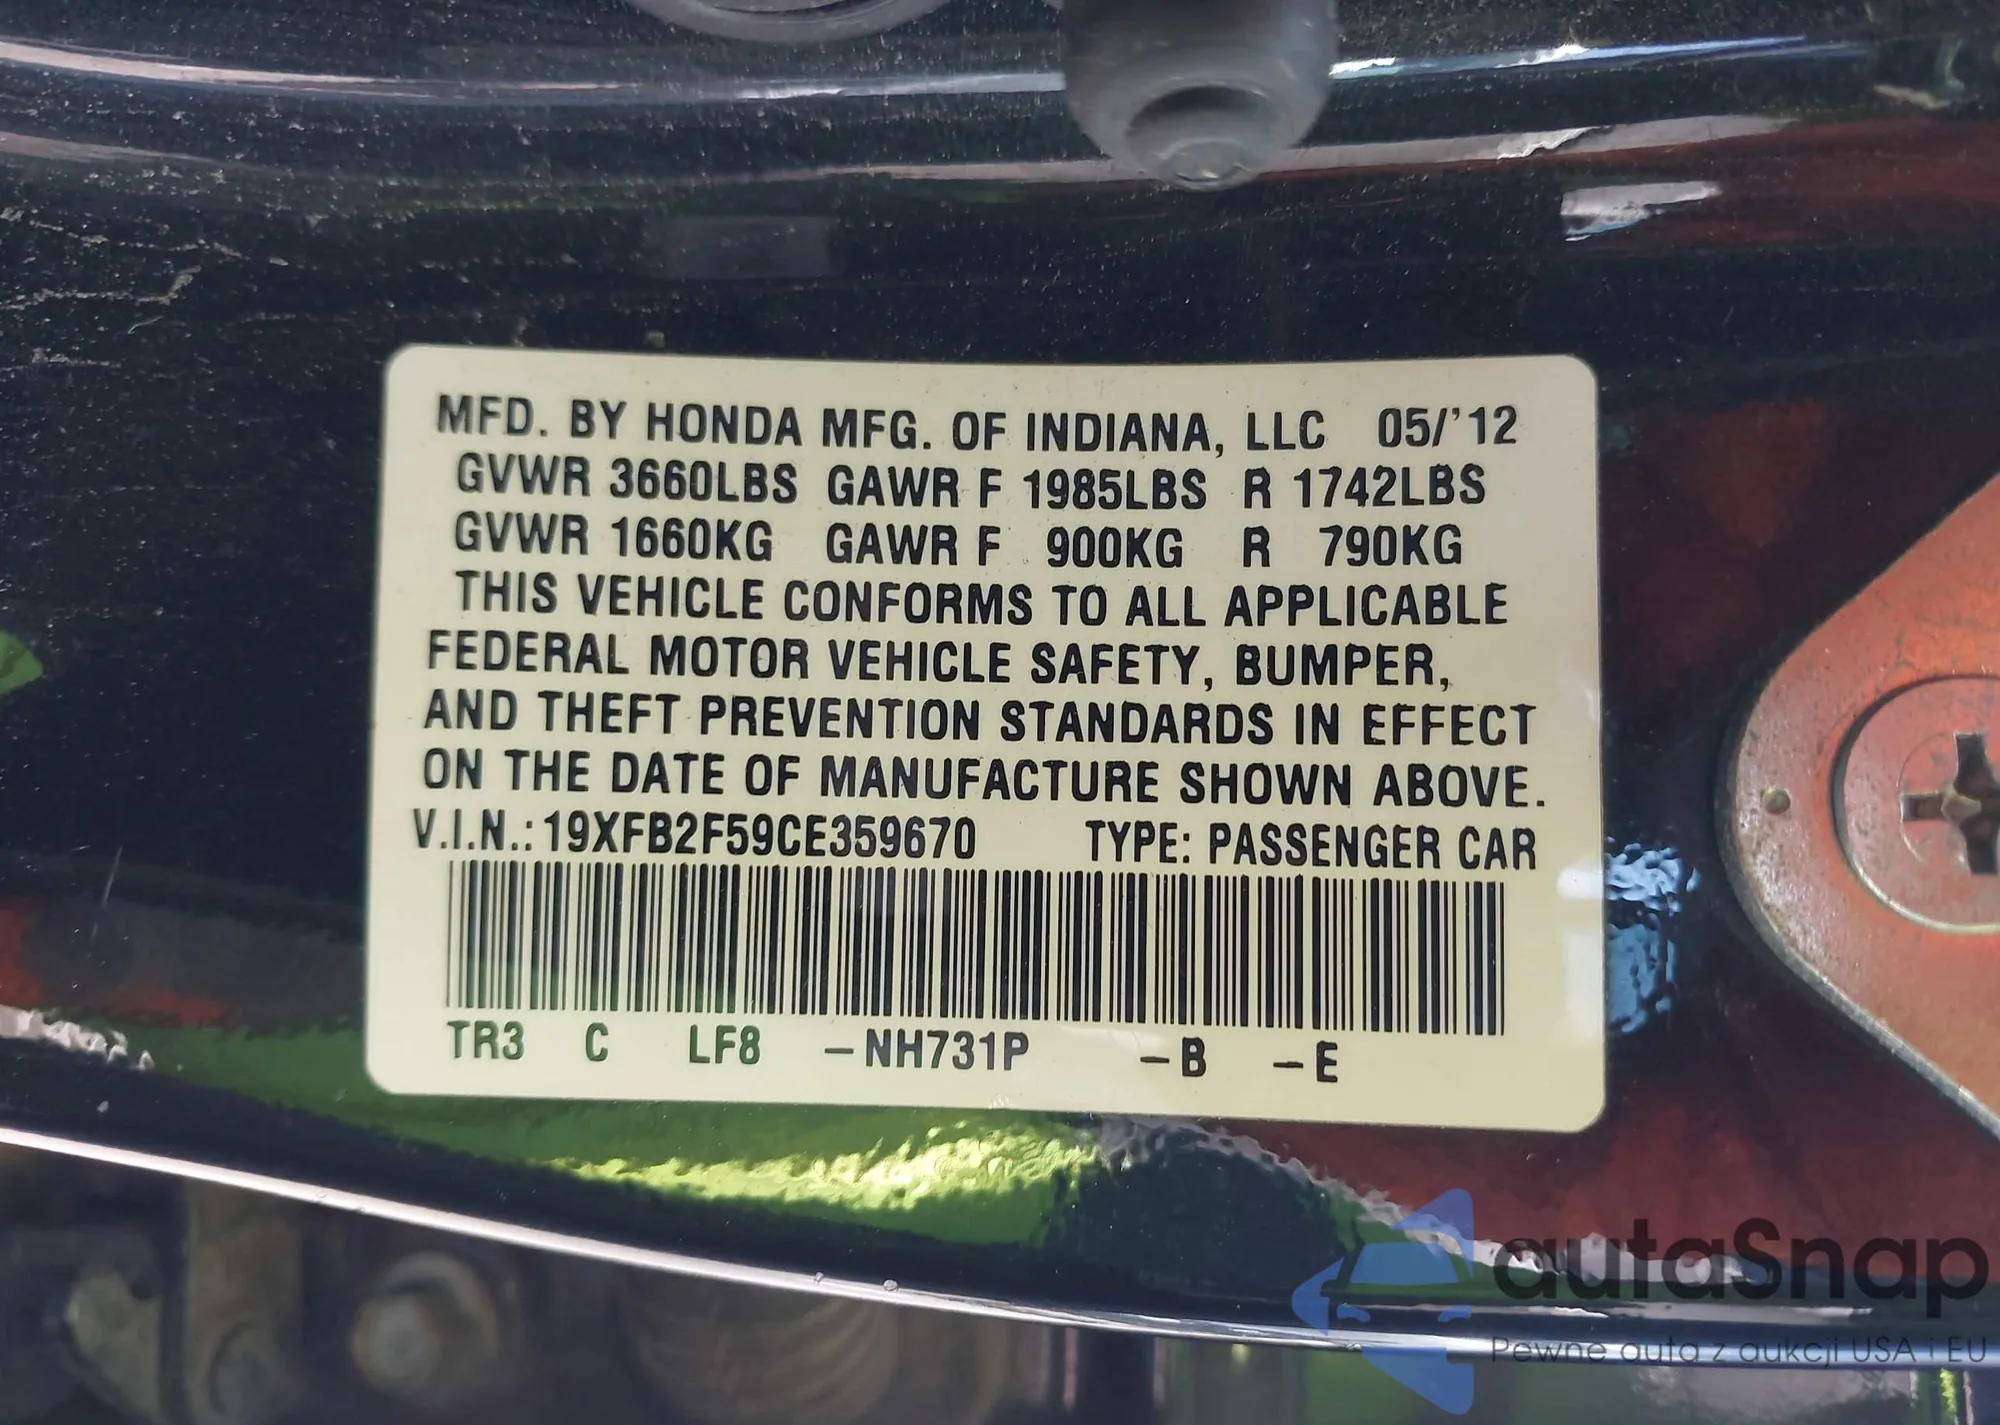 MFD. BY HONDA MFG. OF INDIANA, LLC 05/'12
GVWR 3660LBS GAWR F 1985LBS R 1742LBS
GVWR 1660KG GAWR F 900KG R 790KG
THIS VEHICLE CONFORMS TO ALL APPLICABLE
FEDERAL MOTOR VEHICLE SAFETY, BUMPER,
AND THEFT PREVENTION STANDARDS IN EFFECT
ON THE DATE OF MANUFACTURE SHOWN ABOVE.
V.I.N.: 19XFB2F59CE359670 TYPE: PASSENGER CAR
TR3 C LF8 -NH731P -B -E
autaSnap
Pewne auta z aukcji USA i EU